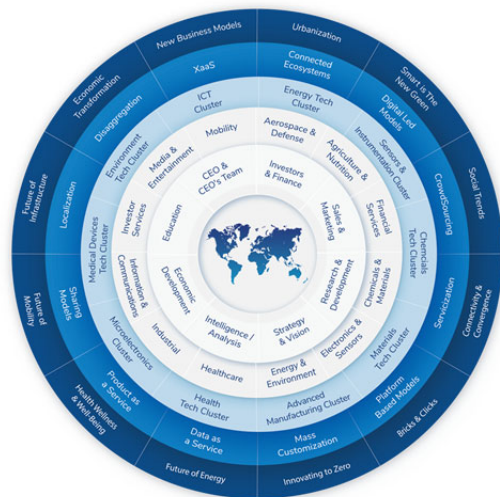 New Business Models
Urbanization
Smart is The
New Green
Social Trends
Connectivity &
Convergence
Bricks & Clicks
Innovating to Zero
Future of Energy
Health Wellness
& Well-Being
Future of
Mobility
Future of
Infrastructure
Economic
Transformation
XaaS
Connected
Ecosystems
Digital Led
Models
CrowdSourcing
Servicization
Platform
Based Models
Mass
Customization
Data as
a Service
Product as
a Service
Sharing
Models
Localization
Disaggregation
ICT
Cluster
Energy Tech
Cluster
Sensors &
Instrumentation Cluster
Chemcials
Tech Cluster
Materials
Tech Cluster
Advanced
Manufacturing Cluster
Health
Tech Cluster
Microelectronics
Cluster
Medical Devices
Tech Cluster
Environment
Tech Cluster
Mobility
Aerospace &
Defense
Agriculture &
Nutrition
Financial
Services
Chemicals &
Materials
Electronics &
Sensors
Energy &
Environment
Healthcare
Industrial
Information &
Communications
Investor
Services
Media &
Entertainment
CEO &
CEO's Team
Investors
& Finance
Sales &
Marketing
Research &
Development
Strategy
& Vision
Intelligence /
Analysis
Economic
Development
Education